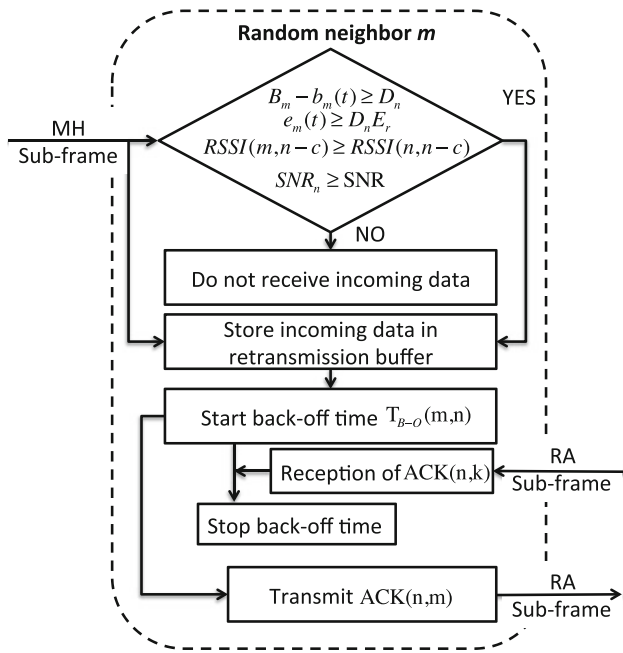 Random neighbor m
B_m − b_m(t) ≥ D_n
e_m(t) ≥ D_n E_r
RSSI(m,n−c) ≥ RSSI(n,n−c)
SNR_n ≥ SNR
YES
MH
Sub-frame
NO
Do not receive incoming data
Store incoming data in
retransmission buffer
Start back-off time T_{B−O}(m,n)
Reception of ACK(n,k)
RA
Sub-frame
Stop back-off time
Transmit ACK(n,m)
RA
Sub-frame